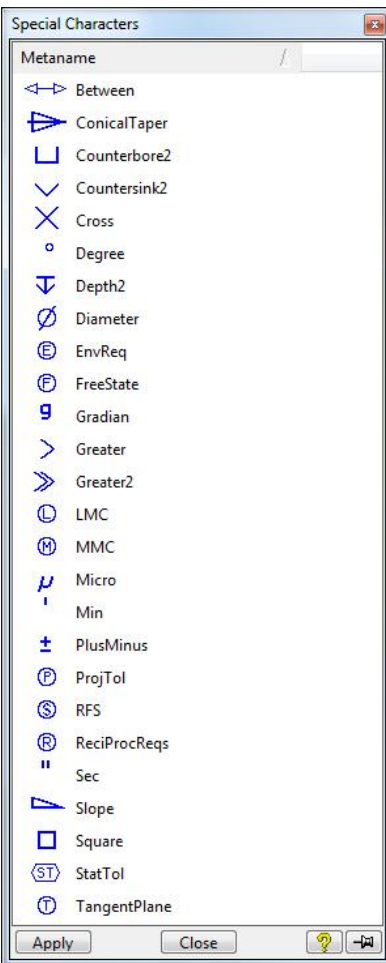 Special Characters
Metaname
Between
ConicalTaper
Counterbore2
Countersink2
Cross
° Degree
Depth2
Diameter
Ⓔ EnvReq
Ⓕ FreeState
g Gradian
> Greater
Greater2
Ⓛ LMC
Ⓜ MMC
μ Micro
' Min
± PlusMinus
Ⓟ ProjTol
Ⓢ RFS
Ⓡ ReciProcReqs
" Sec
Slope
Square
ST StatTol
Ⓣ TangentPlane
Apply Close ?